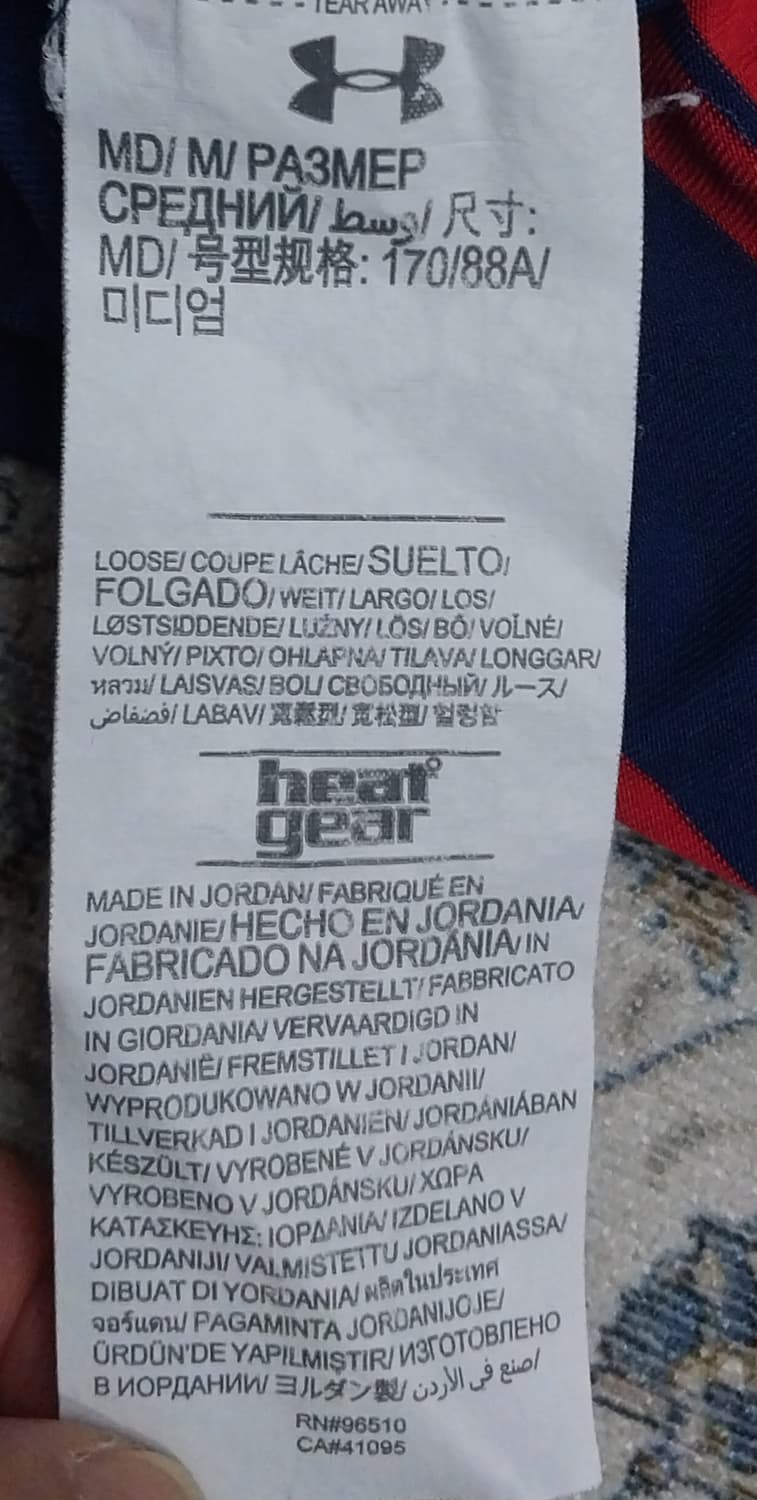 TEAR AWAY
MD/ M/ РАЗМЕР
СРЕДНИЙ/ وسط/ 尺寸:
MD/ 号型规格: 170/88A/
미디엄
LOOSE/ COUPE LÂCHE/ SUELTO/
FOLGADO/ WEIT/ LARGO/ LOS/
LØSTSIDDENDE/ LUŹNY/ LÖS/ BŐ/ VOĽNÉ/
VOLNÝ/ ΡΙΧΤΟ/ OHLAPNA/ TILAVA/ LONGGAR/
หลวม/ LAISVAS/ BOL/ СВОБОДНЫЙ/ ルース/
فضفاض/ LABAV/ 寬鬆型/ 宽松型/ 헐렁함
heat
gear
MADE IN JORDAN/ FABRIQUÉ EN
JORDANIE/ HECHO EN JORDANIA/
FABRICADO NA JORDÂNIA/ IN
JORDANIEN HERGESTELLT/ FABBRICATO
IN GIORDANIA/ VERVAARDIGD IN
JORDANIË/ FREMSTILLET I JORDAN/
WYPRODUKOWANO W JORDANII/
TILLVERKAD I JORDANIEN/ JORDÁNIÁBAN
KÉSZÜLT/ VYROBENÉ V JORDÁNSKU/
VYROBENO V JORDÁNSKU/ ΧΩΡΑ
ΚΑΤΑΣΚΕΥΗΣ: ΙΟΡΔΑΝΙΑ/ IZDELANO V
JORDANIJI/ VALMISTETTU JORDANIASSA/
DIBUAT DI YORDANIA/ ผลิตในประเทศ
จอร์แดน/ PAGAMINTA JORDANIJOJE/
ÜRDÜN'DE YAPILMIŞTIR/ ИЗГОТОВЛЕНО
В ИОРДАНИИ/ ヨルダン製/ صنع في الأردن/
RN#96510
CA#41095